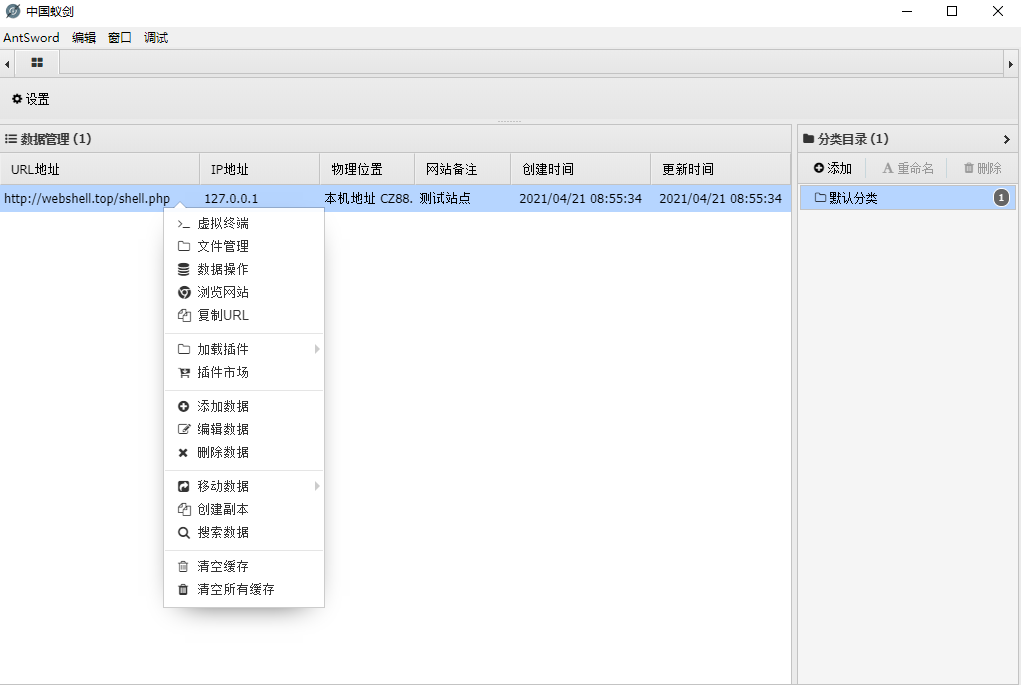 中国蚁剑
AntSword 编辑 窗口 调试
设置
数据管理 (1)
分类目录 (1)
URL地址 IP地址 物理位置 网站备注 创建时间 更新时间
添加 重命名 删除
http://webshell.top/shell.php 127.0.0.1 本机地址 CZ88. 测试站点 2021/04/21 08:55:34 2021/04/21 08:55:34
默认分类 1
虚拟终端
文件管理
数据操作
浏览网站
复制URL
加载插件
插件市场
添加数据
编辑数据
删除数据
移动数据
创建副本
搜索数据
清空缓存
清空所有缓存